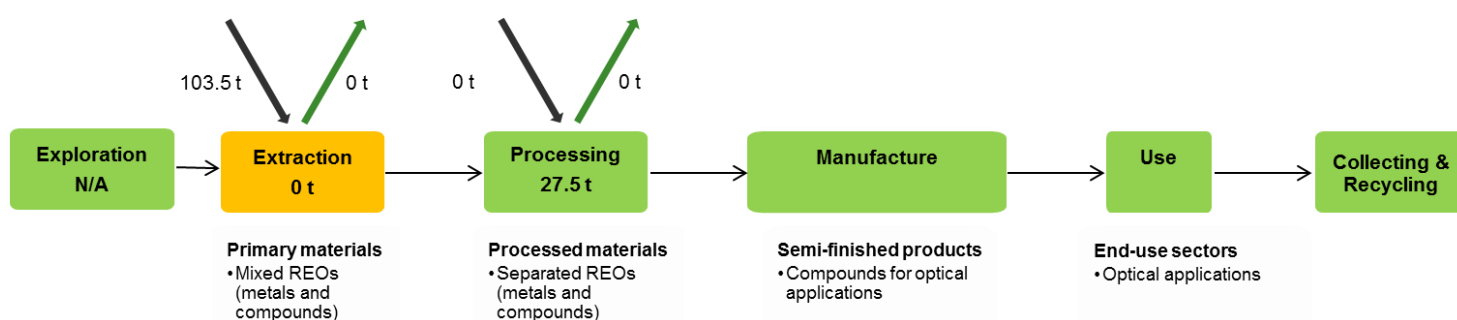 103.5 t
0 t
0 t
0 t
Exploration
N/A
Extraction
0 t
Processing
27.5 t
Manufacture
Use
Collecting &
Recycling
Primary materials
•Mixed REOs
(metals and
compounds)
Processed materials
•Separated REOs
(metals and
compounds)
Semi-finished products
•Compounds for optical
applications
End-use sectors
•Optical applications